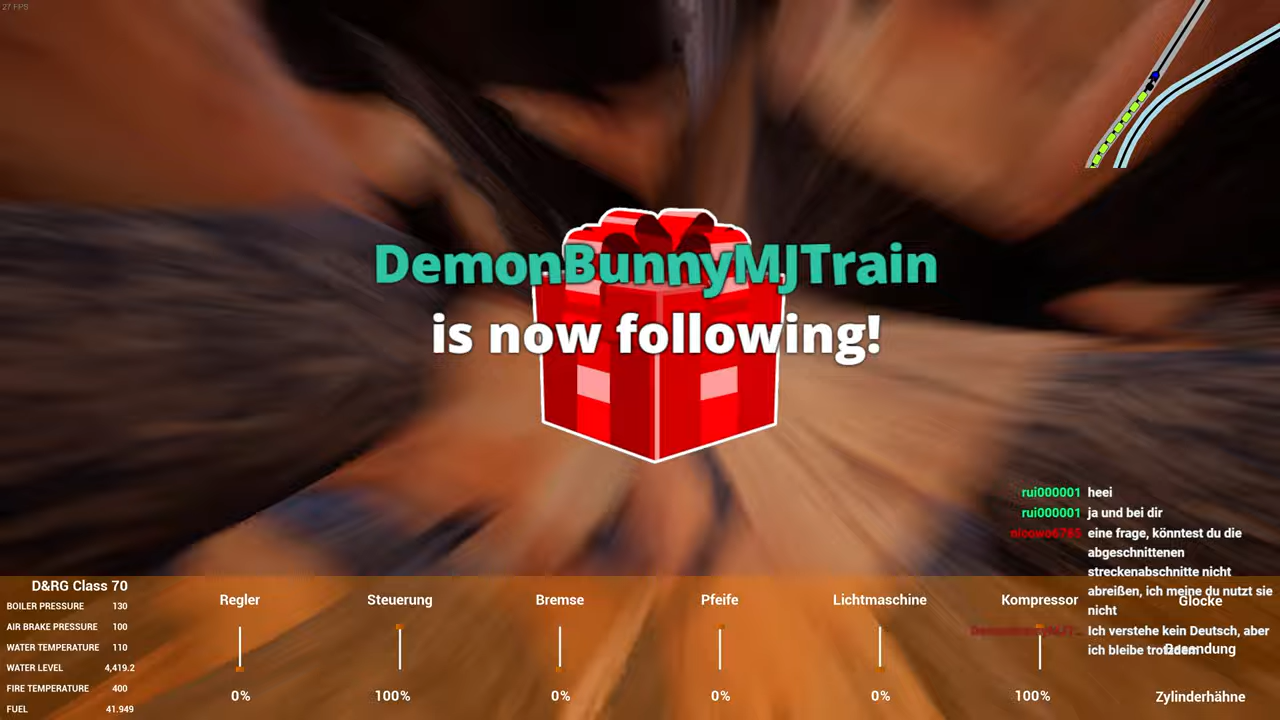 27 FPS
DemonBunnyMJTrain
is now following!
rui000001 heei
rui000001 ja und bei dir
nicowo6765 eine frage, könntest du die
abgeschnittenen
streckenabschnitte nicht
abreißen, ich meine du nutzt sie
nicht
Ich verstehe kein Deutsch, aber
ich bleibe trotzdem
D&RG Class 70
BOILER PRESSURE 130
AIR BRAKE PRESSURE 100
WATER TEMPERATURE 110
WATER LEVEL 4,419.2
FIRE TEMPERATURE 400
FUEL 41.949
Regler
0%
Steuerung
100%
Bremse
0%
Pfeife
0%
Lichtmaschine
0%
Kompressor
100%
Glocke
Besandung
Zylinderhähne